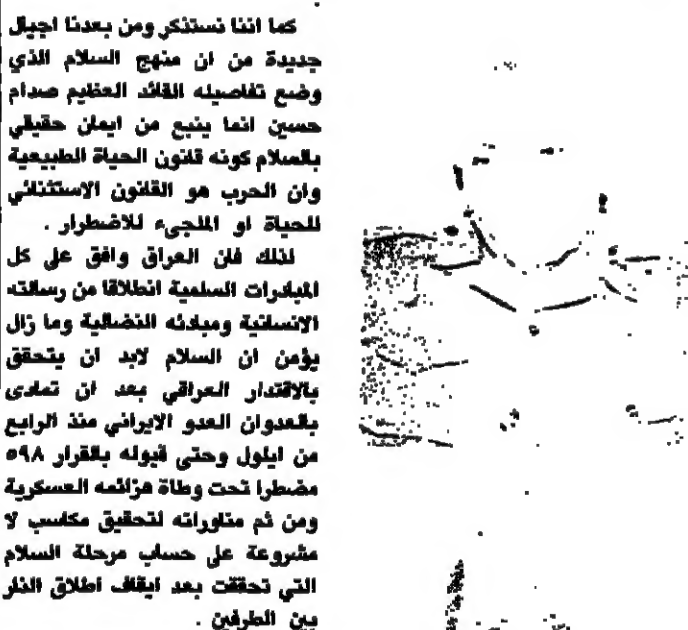 كما اننا نستذكر ومن بعدنا اجيال
جديدة من ان منهج السلام الذي
وضع تفاصيله القائد العظيم صدام
حسين انما ينبع من ايمان حقيقي
بالسلام كونه قانون الحياة الطبيعية
وان الحرب هو القانون الاستثنائي
للحياة او الملجىء للاضطرار .
لذلك فان العراق وافق على كل
المبادرات السلمية انطلاقا من رسالته
الانسانية ومبادئه النضالية وما زال
يؤمن ان السلام لابد ان يتحقق
بالاقتدار العراقي بعد ان تمادى
بالعدوان العدو الايراني منذ الرابع
من ايلول وحتى قبوله بالقرار ٥٩٨
مضطرا تحت وطاة هزائمه العسكرية
ومن ثم مناوراته لتحقيق مكاسب لا
مشروعة على حساب مرحلة السلام
التي تحققت بعد ايقاف اطلاق النار
بين الطرفين .